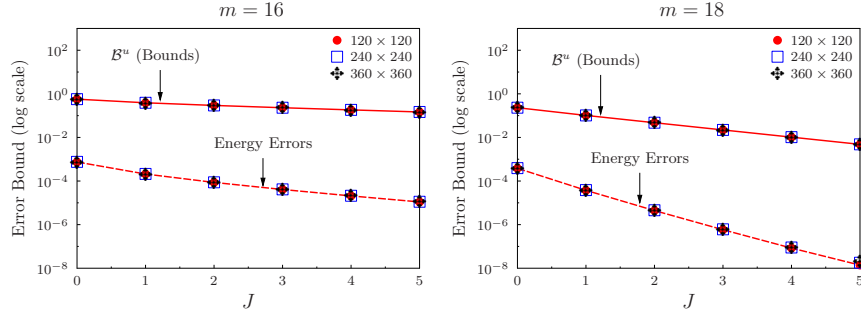 m = 16
Error Bound (log scale)
10^2
10^0
10^−2
10^−4
10^−6
10^−8
B^u (Bounds)
Energy Errors
120 × 120
240 × 240
360 × 360
0 1 2 3 4 5
J
m = 18
Error Bound (log scale)
10^2
10^0
10^−2
10^−4
10^−6
10^−8
B^u (Bounds)
Energy Errors
120 × 120
240 × 240
360 × 360
0 1 2 3 4 5
J